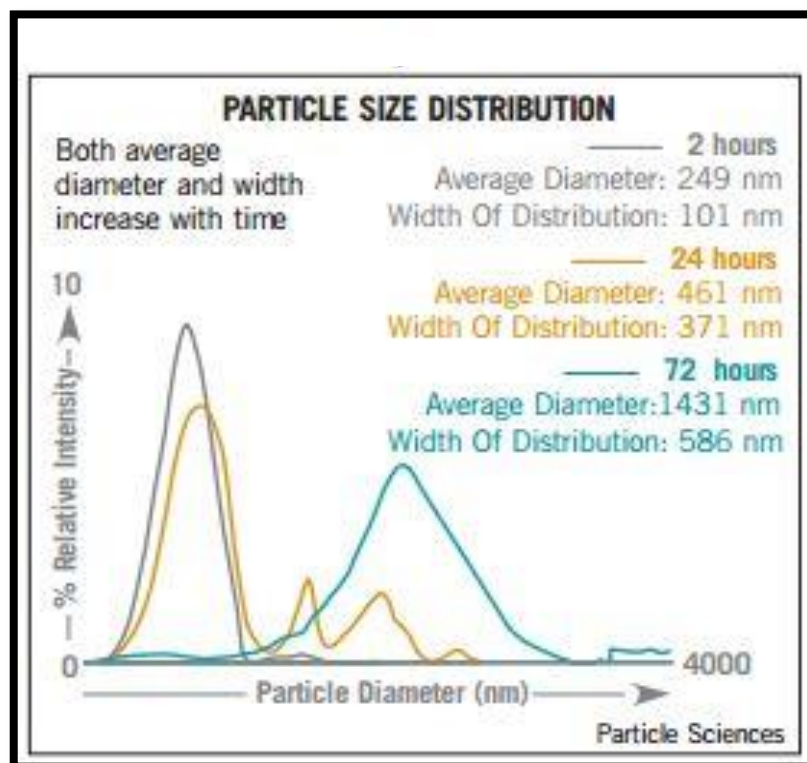 PARTICLE SIZE DISTRIBUTION
Both average
diameter and width
increase with time
2 hours
Average Diameter: 249 nm
Width Of Distribution: 101 nm
24 hours
Average Diameter: 461 nm
Width Of Distribution: 371 nm
72 hours
Average Diameter:1431 nm
Width Of Distribution: 586 nm
10
% Relative Intensity
0
4000
Particle Diameter (nm)
Particle Sciences